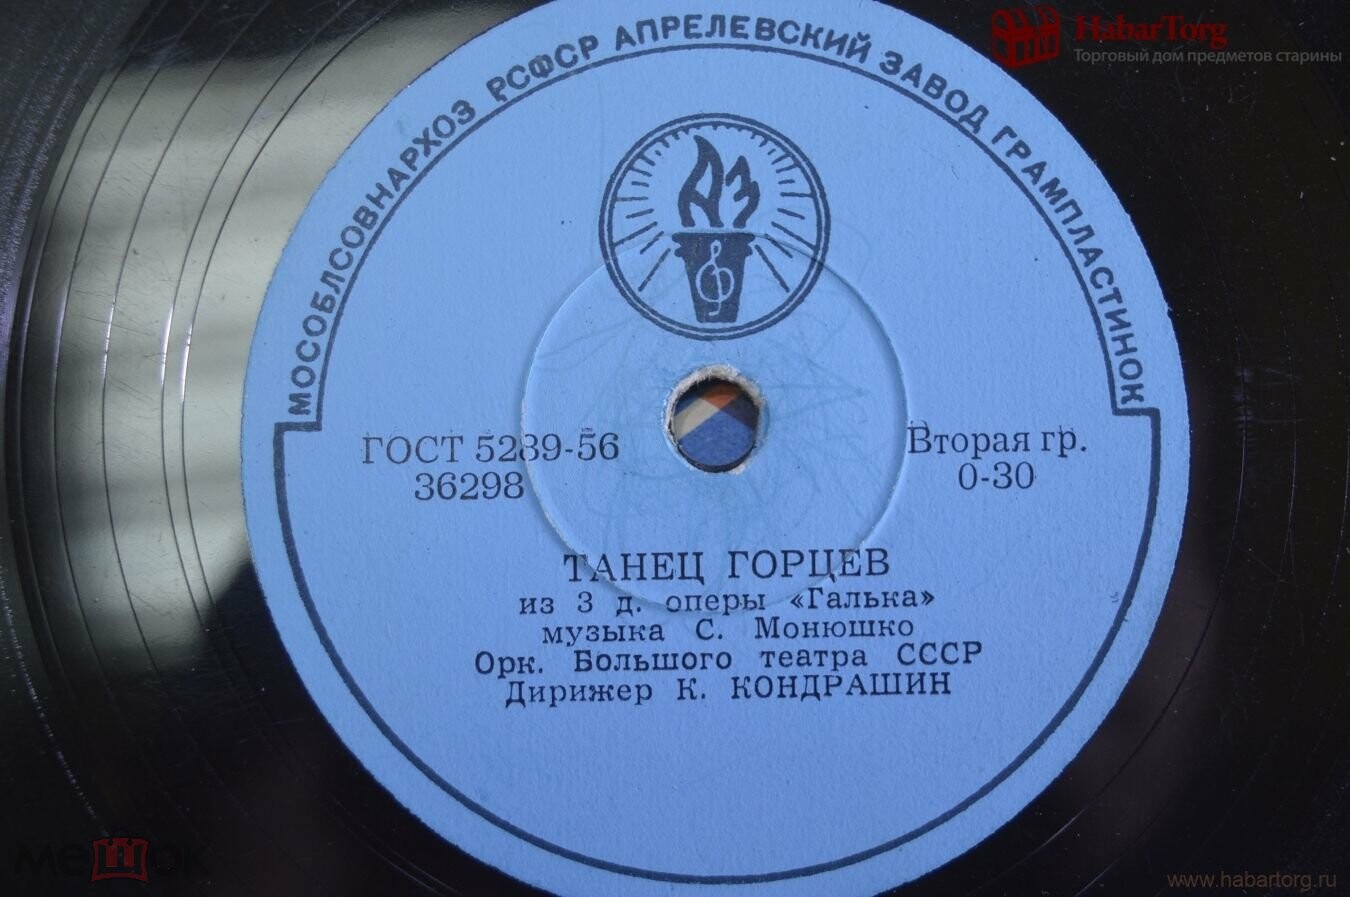 МОСОБЛСОВНАРХОЗ РСФСР АПРЕЛЕВСКИЙ ЗАВОД ГРАМПЛАСТИНОК
HabarTorg
Торговый дом предметов старины
АЗ
ГОСТ 5289-56
36298
Вторая гр.
0-30
ТАНЕЦ ГОРЦЕВ
из 3 д. оперы «Галька»
музыка С. Монюшко
Орк. Большого театра СССР
Дирижер К. КОНДРАШИН
мешок
www.habartorg.ru